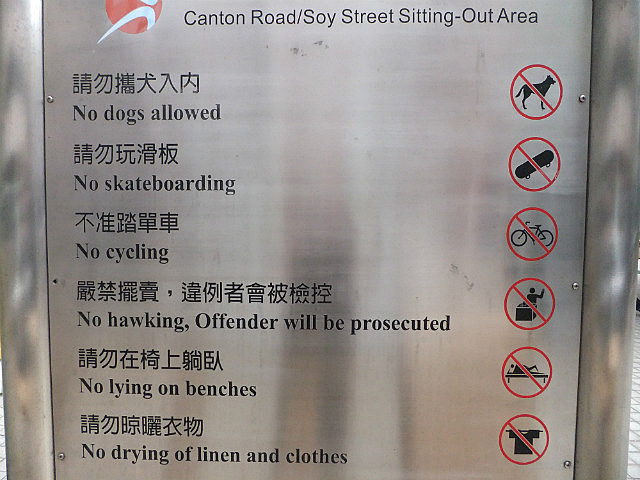 Canton Road/Soy Street Sitting-Out Area
請勿攜犬入内
No dogs allowed
請勿玩滑板
No skateboarding
不准踏單車
No cycling
嚴禁擺賣，違例者會被檢控
No hawking, Offender will be prosecuted
請勿在椅上躺臥
No lying on benches
請勿晾曬衣物
No drying of linen and clothes